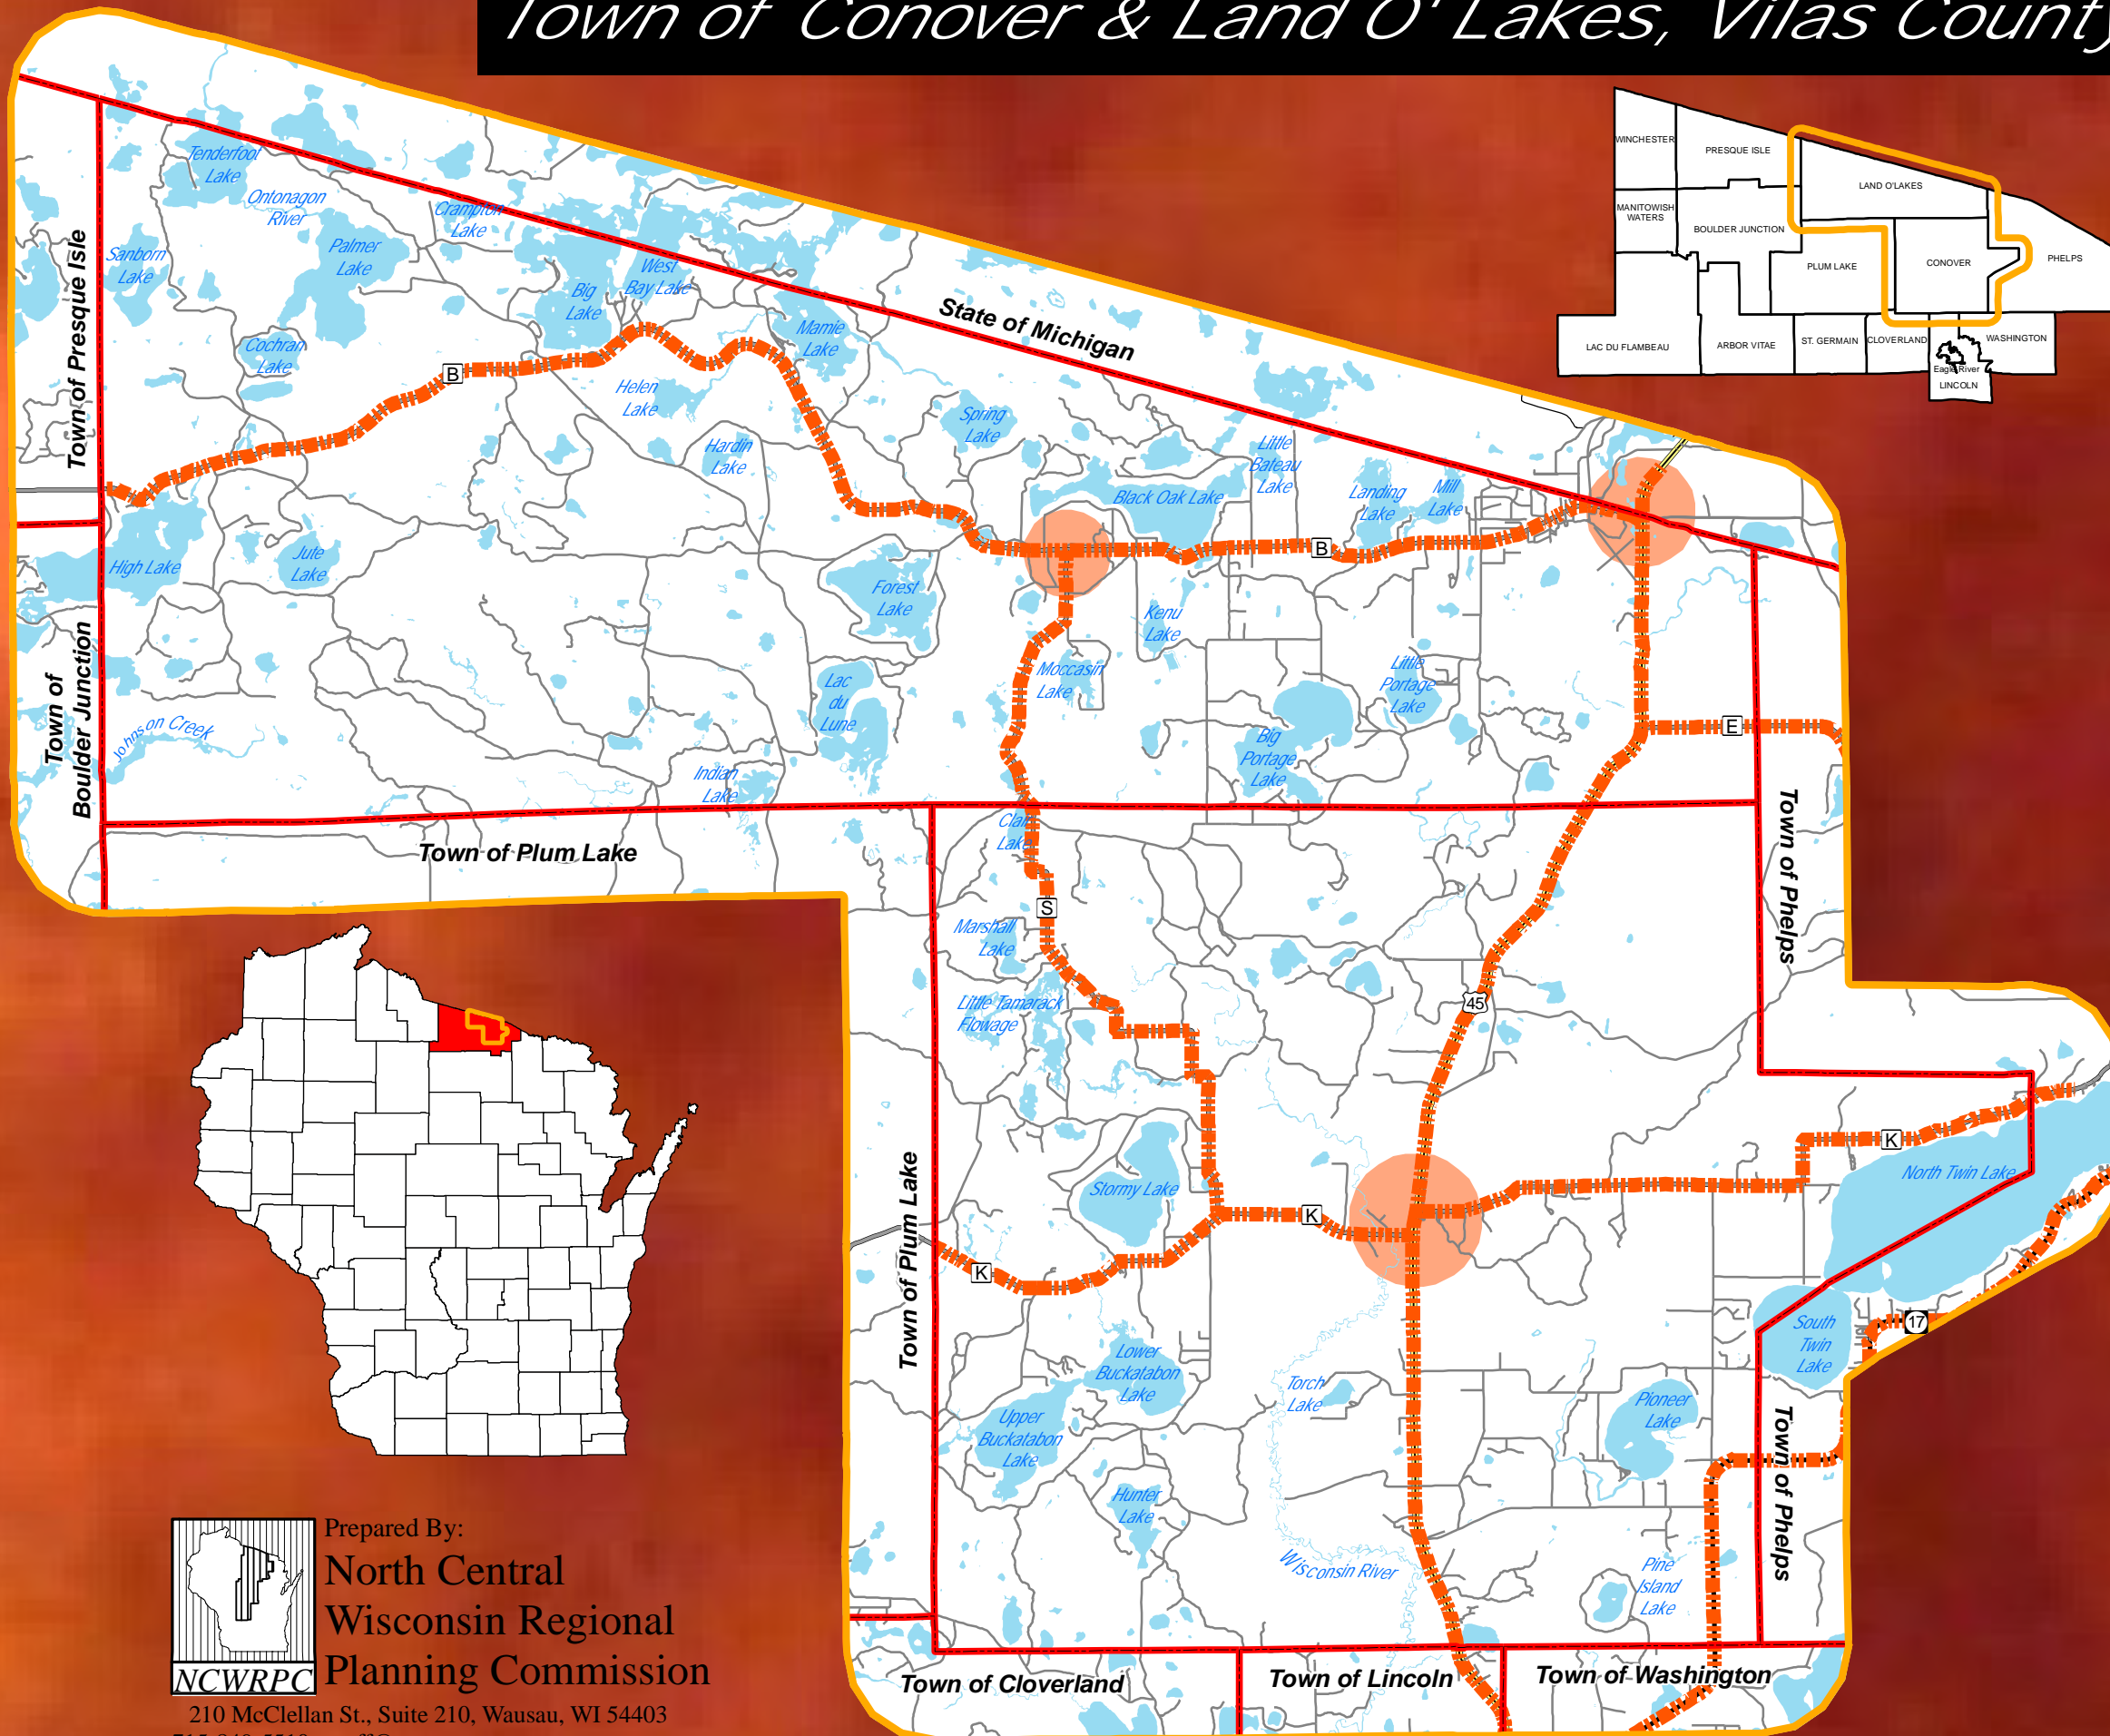 Town of Conover & Land O' Lakes, Vilas County
WINCHESTER
PRESQUE ISLE
LAND O'LAKES
MANITOWISH
WATERS
BOULDER JUNCTION
PLUM LAKE
CONOVER
PHELPS
LAC DU FLAMBEAU
ARBOR VITAE
ST. GERMAIN
CLOVERLAND
WASHINGTON
Eagle River
LINCOLN
State of Michigan
Town of Presque Isle
Town of
Boulder Junction
Town of Plum Lake
Town of Phelps
Town of Plum Lake
Town of Phelps
Town of Cloverland
Town of Lincoln
Town of Washington
Tenderfoot
Lake
Ontonagon
River
Crampton
Lake
Sanborn
Lake
Palmer
Lake
West
Bay Lake
Big
Lake
Mamie
Lake
Cochran
Lake
B
Helen
Lake
Hardin
Lake
Spring
Lake
Little
Bateau
Lake
Black Oak Lake
Landing
Lake
Mill
Lake
B
High Lake
Jute
Lake
Forest
Lake
Kenu
Lake
Moccasin
Lake
Little
Portage
Lake
Lac
du
Lune
Johnson Creek
Big
Portage
Lake
E
Indian
Lake
Clair
Lake
S
Marshall
Lake
Little Tamarack
Flowage
45
K
North Twin Lake
Stormy Lake
K
K
17
South
Twin
Lake
Lower
Buckatabon
Lake
Torch
Lake
Pioneer
Lake
Upper
Buckatabon
Lake
Hunter
Lake
Wisconsin River
Pine
Island
Lake
Prepared By:
North Central
Wisconsin Regional
Planning Commission
NCWRPC
210 McClellan St., Suite 210, Wausau, WI 54403